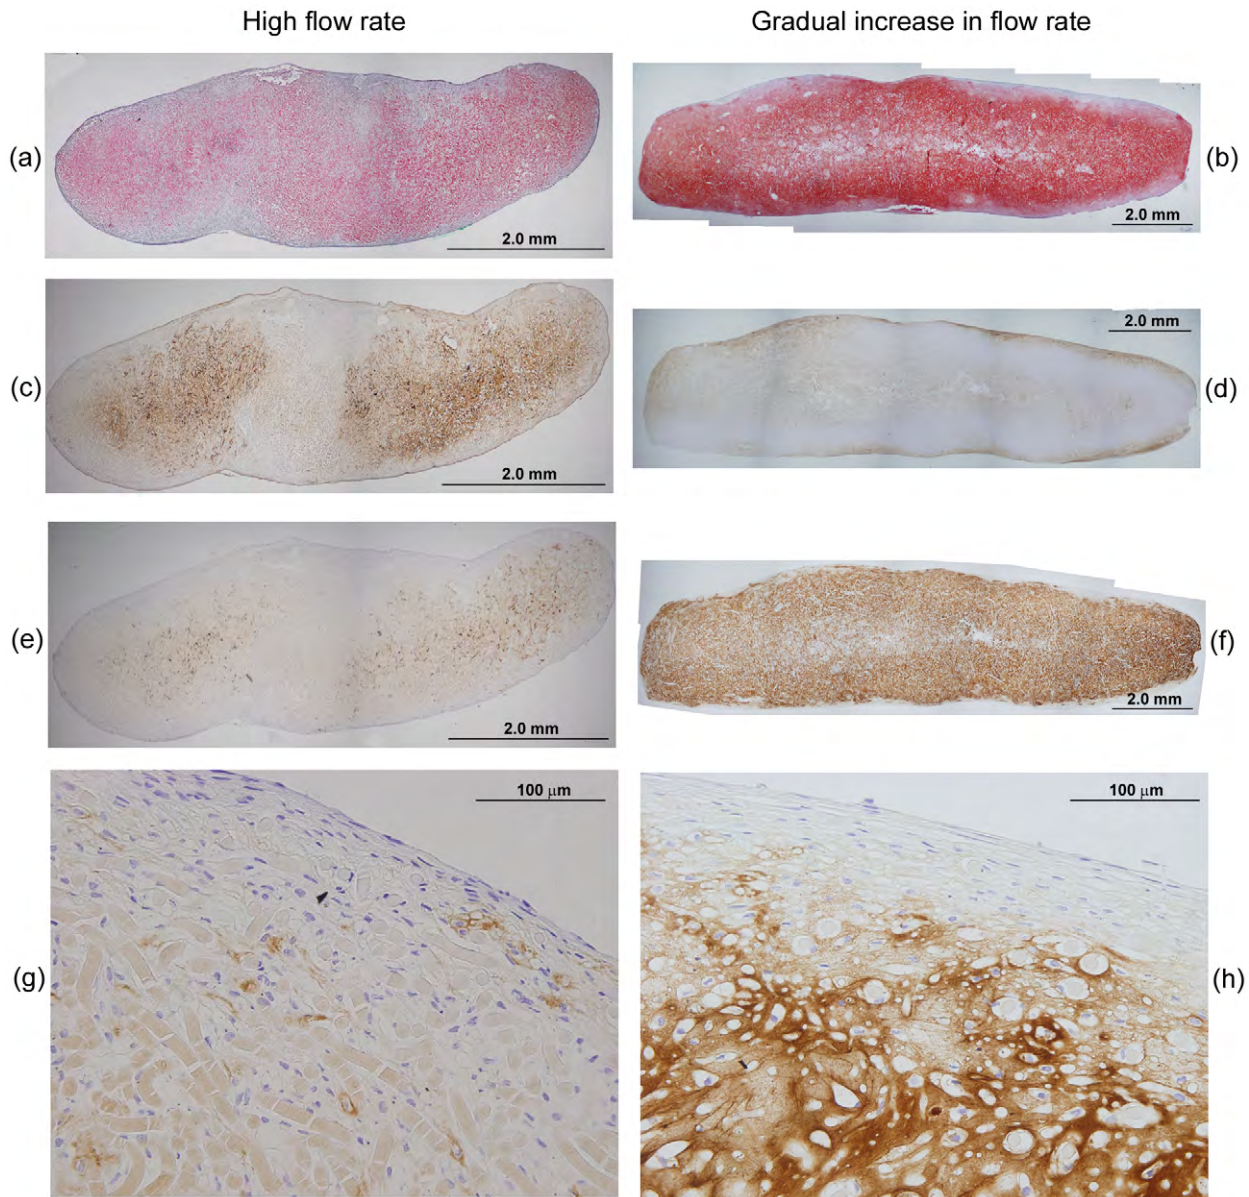 High flow rate
Gradual increase in flow rate
(a)
2.0 mm
(b)
2.0 mm
(c)
2.0 mm
(d)
2.0 mm
(e)
2.0 mm
(f)
2.0 mm
(g)
100 μm
(h)
100 μm